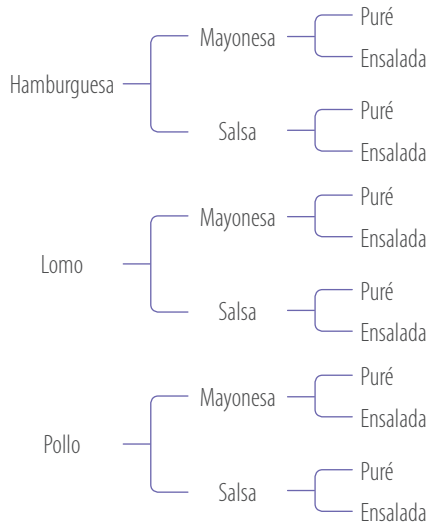 Puré
Mayonesa
Ensalada
Hamburguesa
Puré
Salsa
Ensalada
Puré
Mayonesa
Ensalada
Lomo
Puré
Salsa
Ensalada
Puré
Mayonesa
Ensalada
Pollo
Puré
Salsa
Ensalada